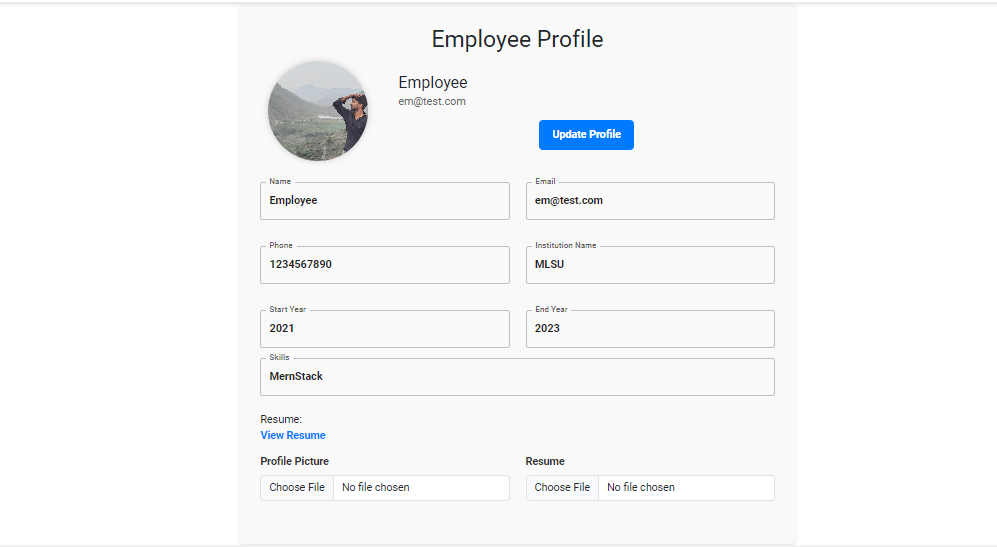 Employee Profile
Employee
em@test.com
Update Profile
Name
Employee
Email
em@test.com
Phone
1234567890
Institution Name
MLSU
Start Year
2021
End Year
2023
Skills
MernStack
Resume:
View Resume
Profile Picture
Choose File No file chosen
Resume
Choose File No file chosen